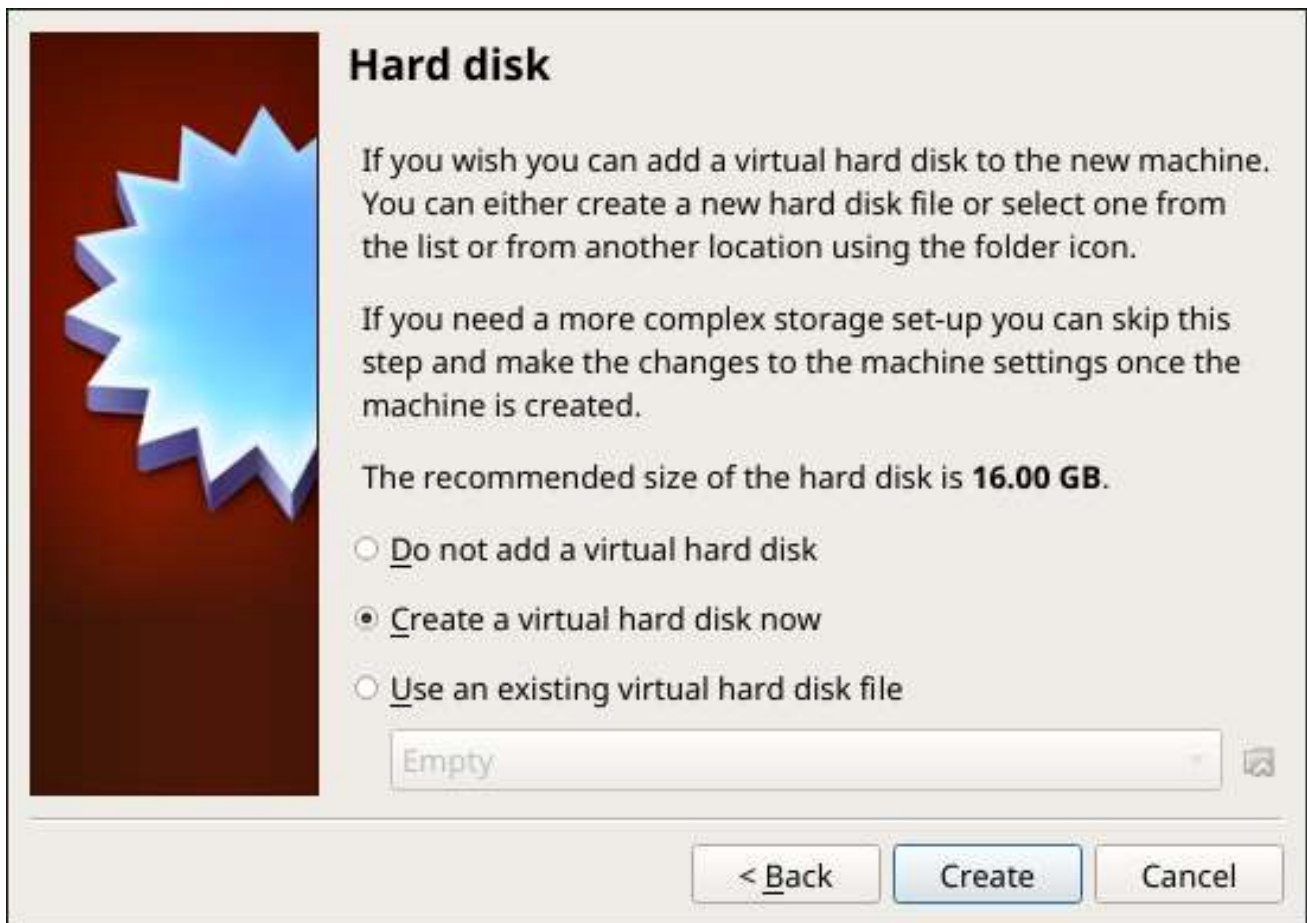 Hard disk
If you wish you can add a virtual hard disk to the new machine.
You can either create a new hard disk file or select one from
the list or from another location using the folder icon.
If you need a more complex storage set-up you can skip this
step and make the changes to the machine settings once the
machine is created.
The recommended size of the hard disk is 16.00 GB.
Do not add a virtual hard disk
Create a virtual hard disk now
Use an existing virtual hard disk file
Empty
< Back
Create
Cancel